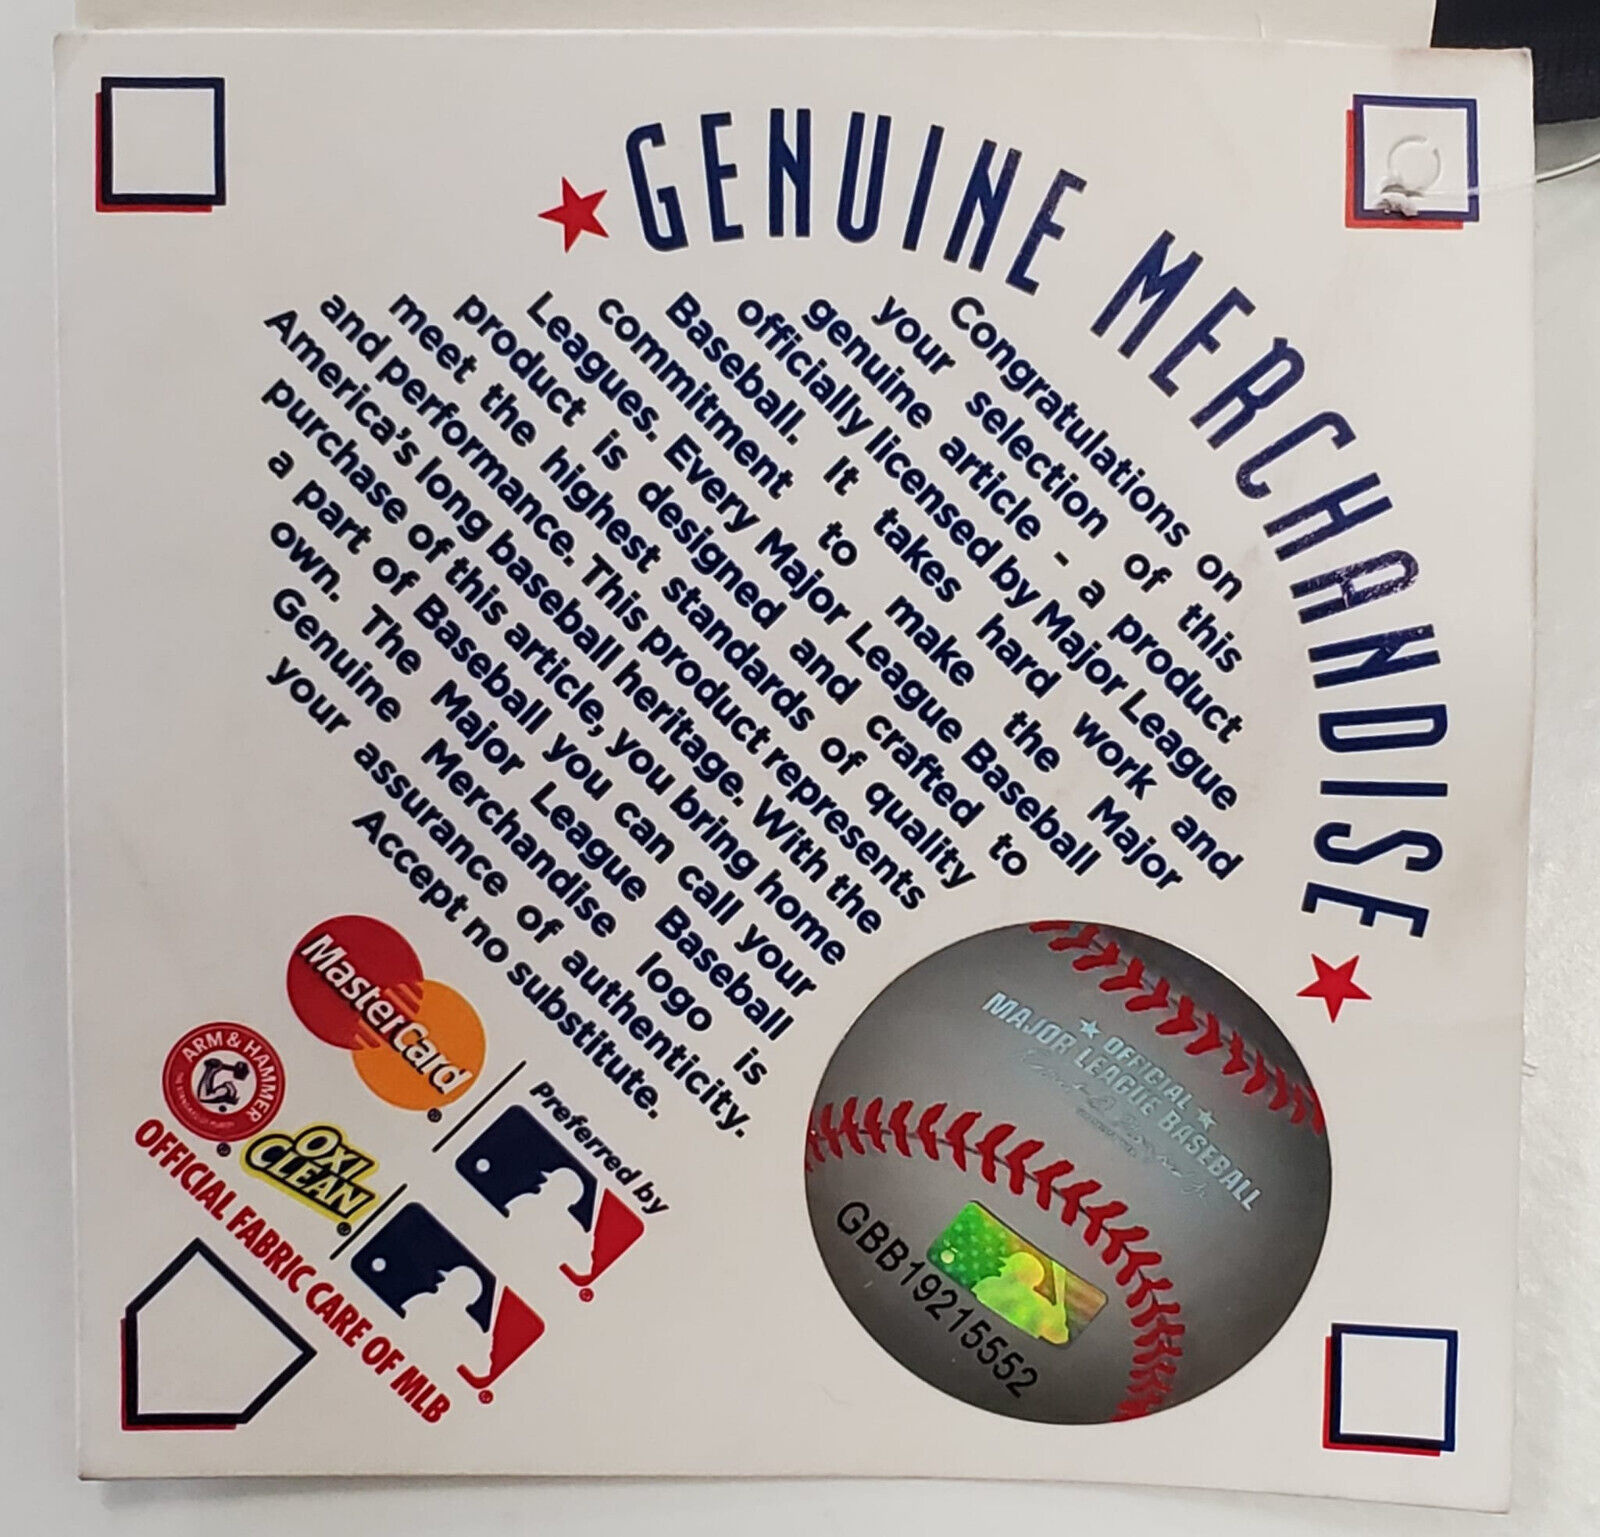 GENUINE MERCHANDISE
Congratulations on
your selection of this
genuine article - a product
officially licensed by Major League
Baseball. It takes hard work and
commitment to make the Major
Leagues. Every Major League Baseball
product is designed and crafted to
meet the highest standards of quality
and performance. This product represents
America's long baseball heritage. With the
purchase of this article, you bring home
a part of Baseball you can call your
own. The Major League Baseball
Genuine Merchandise logo is
your assurance of authenticity.
Accept no substitute.
MasterCard®
Preferred by
®
ARM & HAMMER
®
OXI
CLEAN®
®
OFFICIAL FABRIC CARE OF MLB
OFFICIAL
MAJOR LEAGUE BASEBALL
GBB19215552